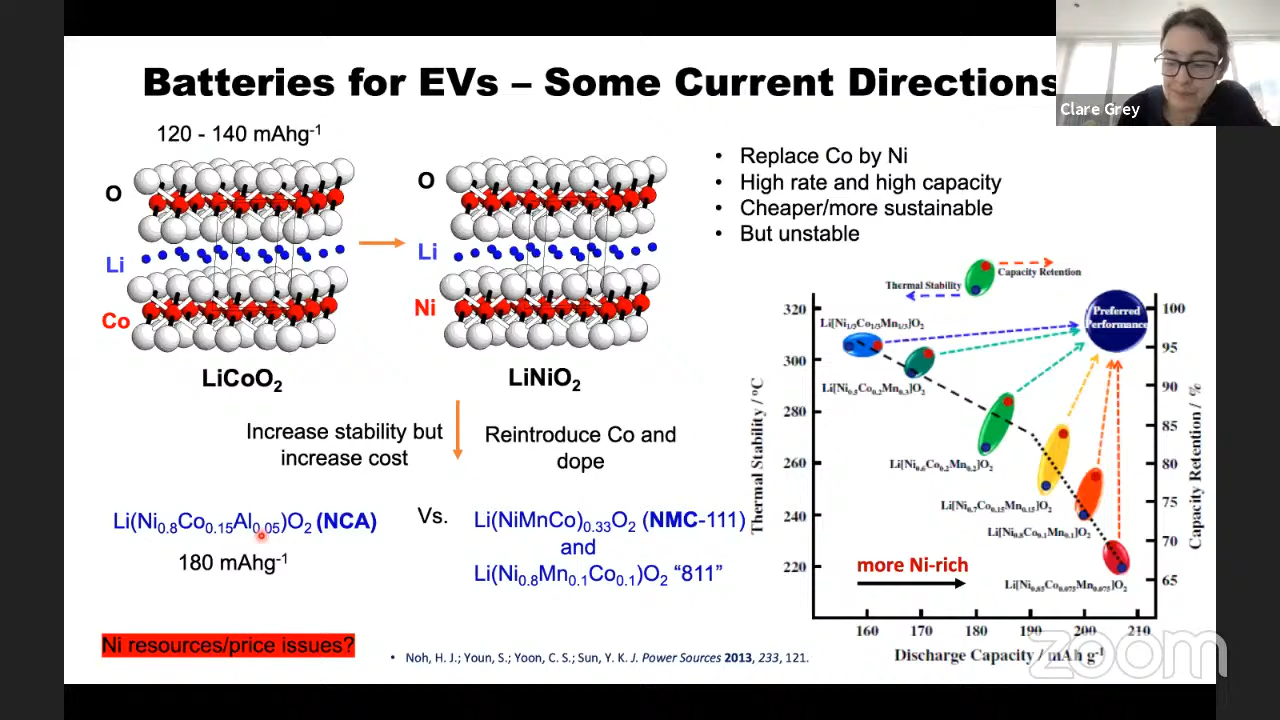 Batteries for EVs – Some Current Directions
Clare Grey
120 - 140 mAhg⁻¹
O
Li
Co
LiCoO₂
O
Li
Ni
LiNiO₂
• Replace Co by Ni
• High rate and high capacity
• Cheaper/more sustainable
• But unstable
Increase stability but
increase cost
Reintroduce Co and
dope
Li(Ni₀.₈Co₀.₁₅Al₀.₀₅)O₂ (NCA)
180 mAhg⁻¹
Vs.
Li(NiMnCo)₀.₃₃O₂ (NMC-111)
and
Li(Ni₀.₈Mn₀.₁Co₀.₁)O₂ “811”
Ni resources/price issues?
• Noh, H. J.; Youn, S.; Yoon, C. S.; Sun, Y. K. J. Power Sources 2013, 233, 121.
Capacity Retention
Thermal Stability
Preferred
Performance
Li[Ni₁/₃Co₁/₃Mn₁/₃]O₂
Li[Ni₀.₅Co₀.₂Mn₀.₃]O₂
Li[Ni₀.₆Co₀.₂Mn₀.₂]O₂
Li[Ni₀.₇Co₀.₁₅Mn₀.₁₅]O₂
Li[Ni₀.₈Co₀.₁Mn₀.₁]O₂
Li[Ni₀.₈₅Co₀.₀₇₅Mn₀.₀₇₅]O₂
more Ni-rich
Thermal Stability / °C
320
300
280
260
240
220
Capacity Retention / %
100
95
90
85
80
75
70
65
160 170 180 190 200 210
Discharge Capacity / mAh g⁻¹
zoom